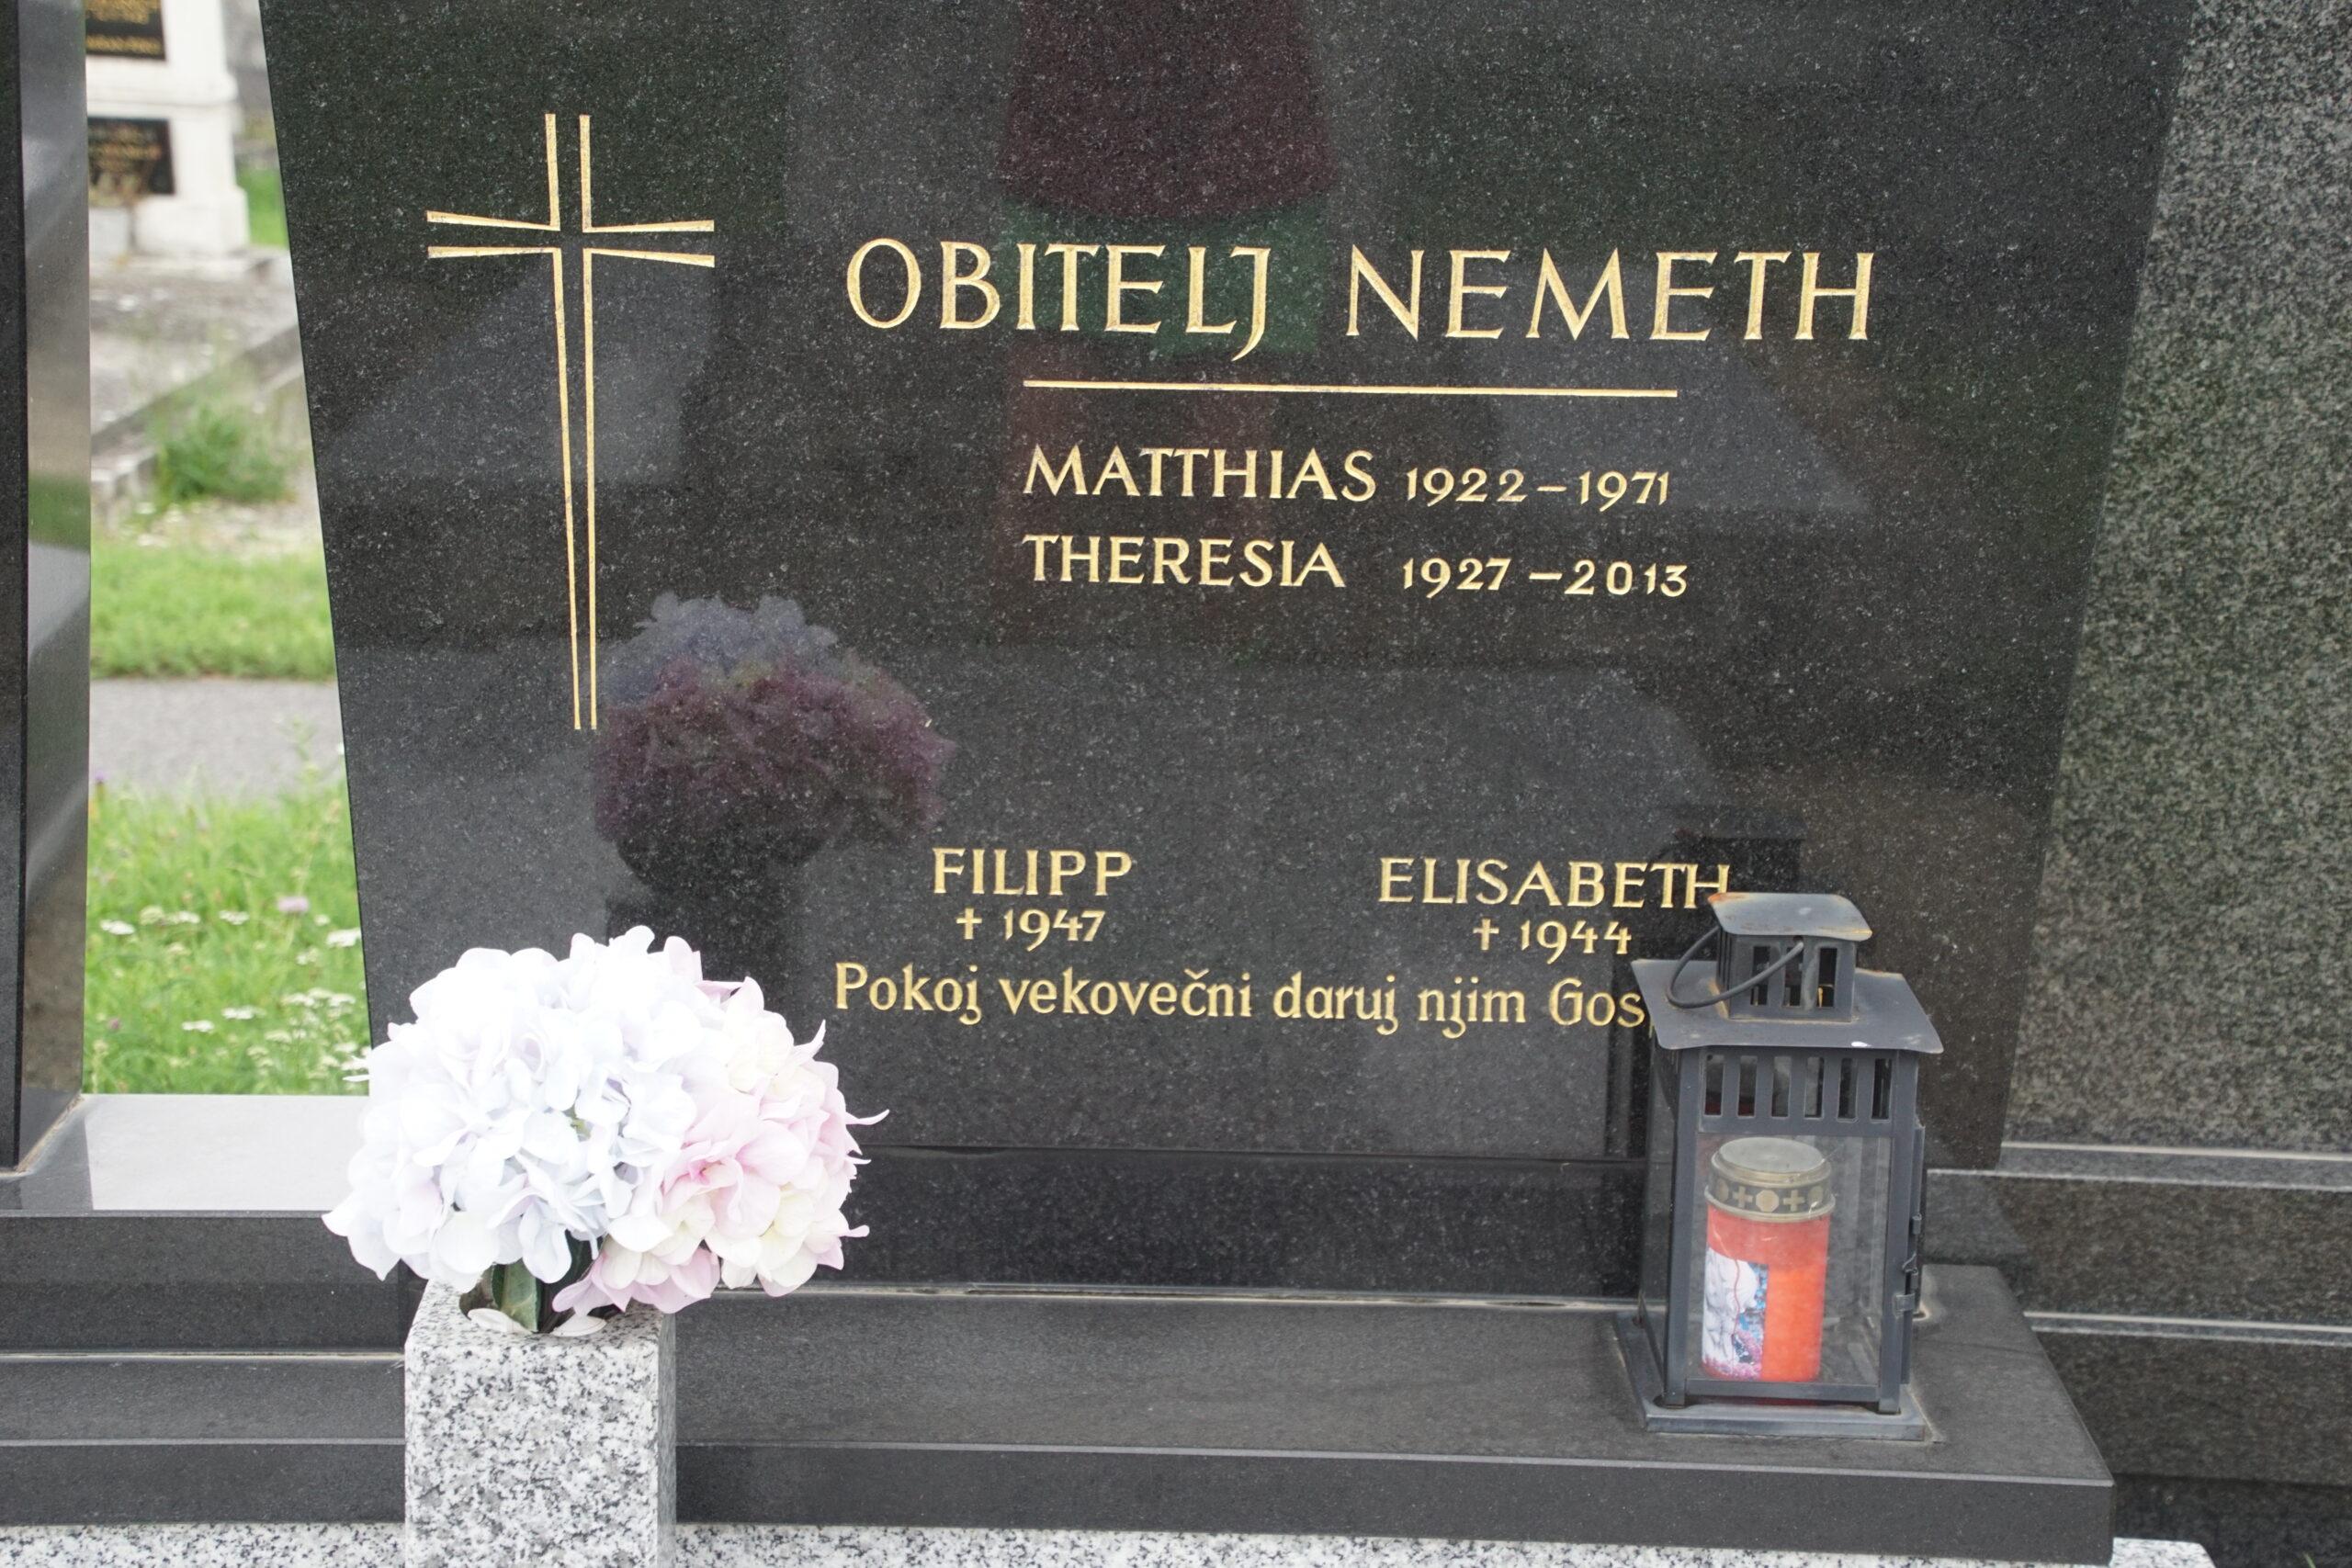 OBITELJ NEMETH
MATTHIAS 1922-1971
THERESIA 1927-2013
FILIPP
† 1947
ELISABETH
† 1944
Pokoj vekovečni daruj njim